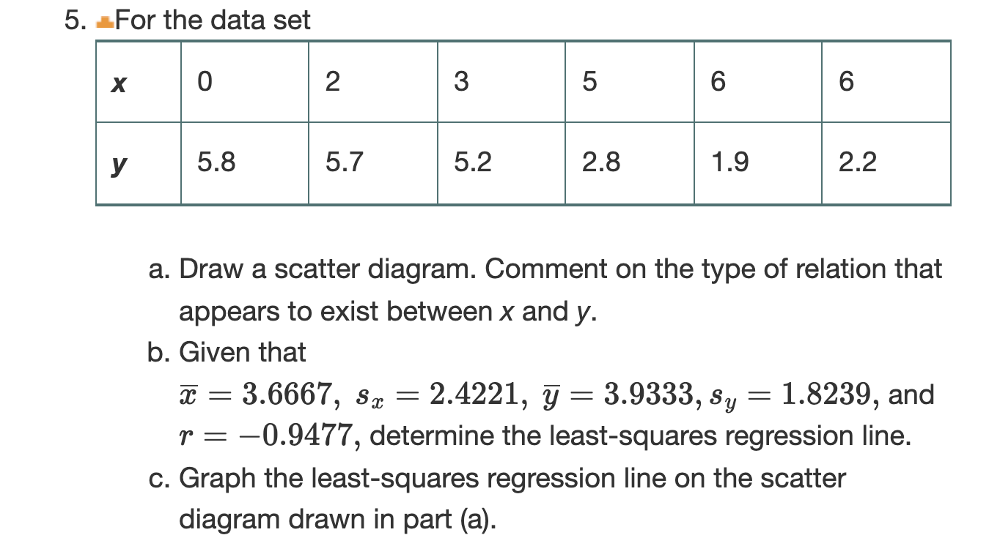 5. For the data set
x 0 2 3 5 6 6
y 5.8 5.7 5.2 2.8 1.9 2.2
a. Draw a scatter diagram. Comment on the type of relation that
appears to exist between x and y.
b. Given that
x̅ = 3.6667, sₓ = 2.4221, y̅ = 3.9333, s_y = 1.8239, and
r = −0.9477, determine the least-squares regression line.
c. Graph the least-squares regression line on the scatter
diagram drawn in part (a).